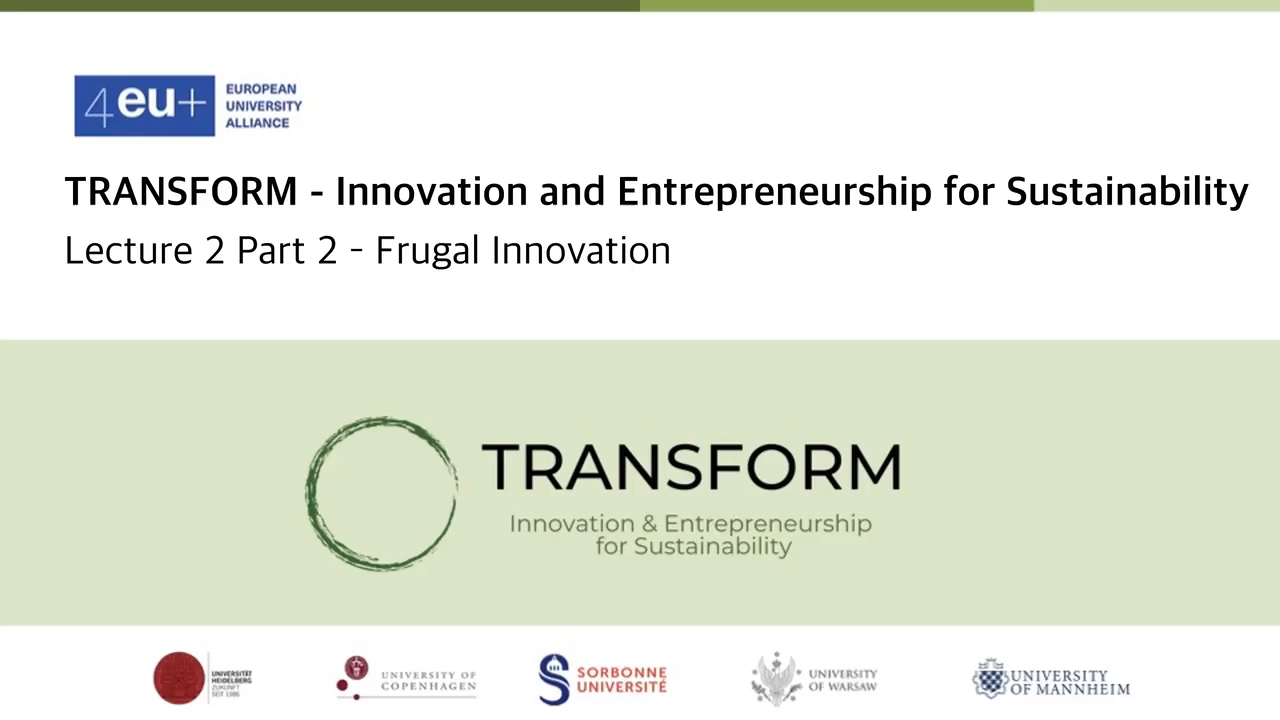 4eu+
EUROPEAN
UNIVERSITY
ALLIANCE
TRANSFORM - Innovation and Entrepreneurship for Sustainability
Lecture 2 Part 2 - Frugal Innovation
TRANSFORM
Innovation & Entrepreneurship
for Sustainability
UNIVERSITÄT
HEIDELBERG
ZUKUNFT
SEIT 1386
UNIVERSITY OF
COPENHAGEN
SORBONNE
UNIVERSITÉ
UNIVERSITY
OF WARSAW
UNIVERSITY
OF MANNHEIM